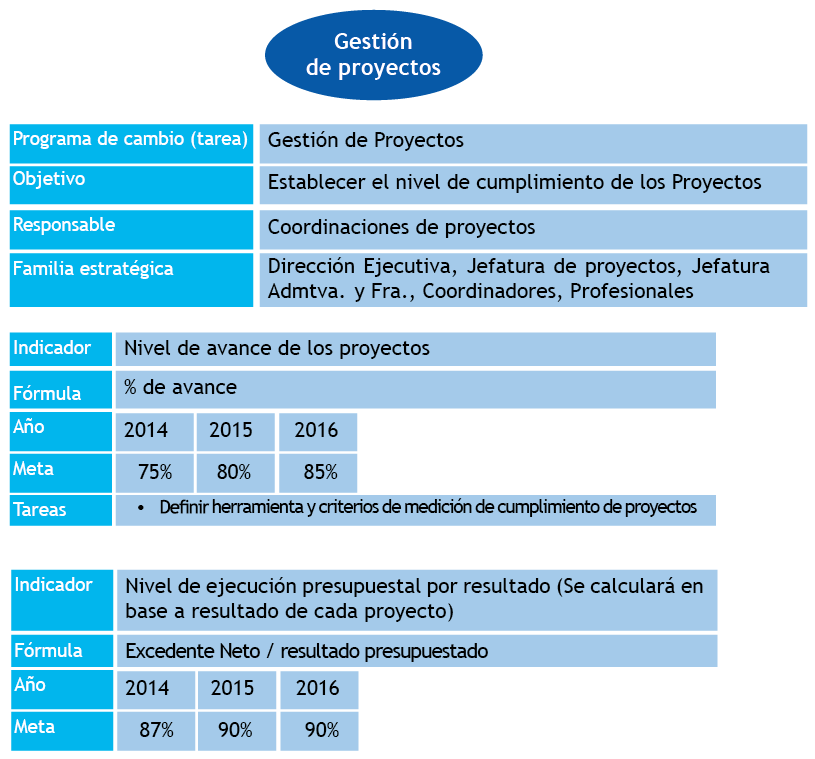 Gestión
de proyectos
Programa de cambio (tarea) Gestión de Proyectos
Objetivo Establecer el nivel de cumplimiento de los Proyectos
Responsable Coordinaciones de proyectos
Familia estratégica Dirección Ejecutiva, Jefatura de proyectos, Jefatura
Admtva. y Fra., Coordinadores, Profesionales
Indicador Nivel de avance de los proyectos
Fórmula % de avance
Año 2014 2015 2016
Meta 75% 80% 85%
Tareas • Definir herramienta y criterios de medición de cumplimiento de proyectos
Indicador Nivel de ejecución presupuestal por resultado (Se calculará en
base a resultado de cada proyecto)
Fórmula Excedente Neto / resultado presupuestado
Año 2014 2015 2016
Meta 87% 90% 90%